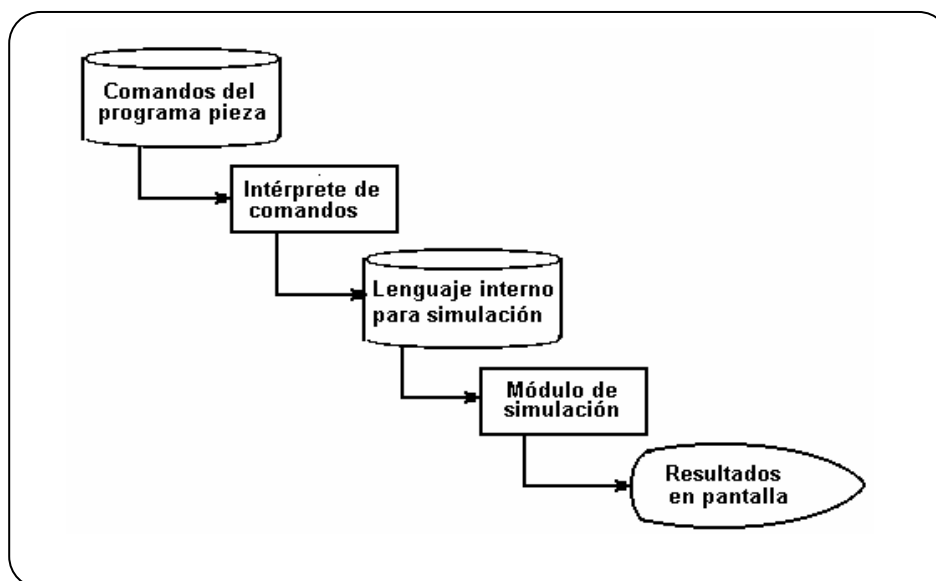 Comandos del
programa pieza
Intérprete de
comandos
Lenguaje interno
para simulación
Módulo de
simulación
Resultados
en pantalla